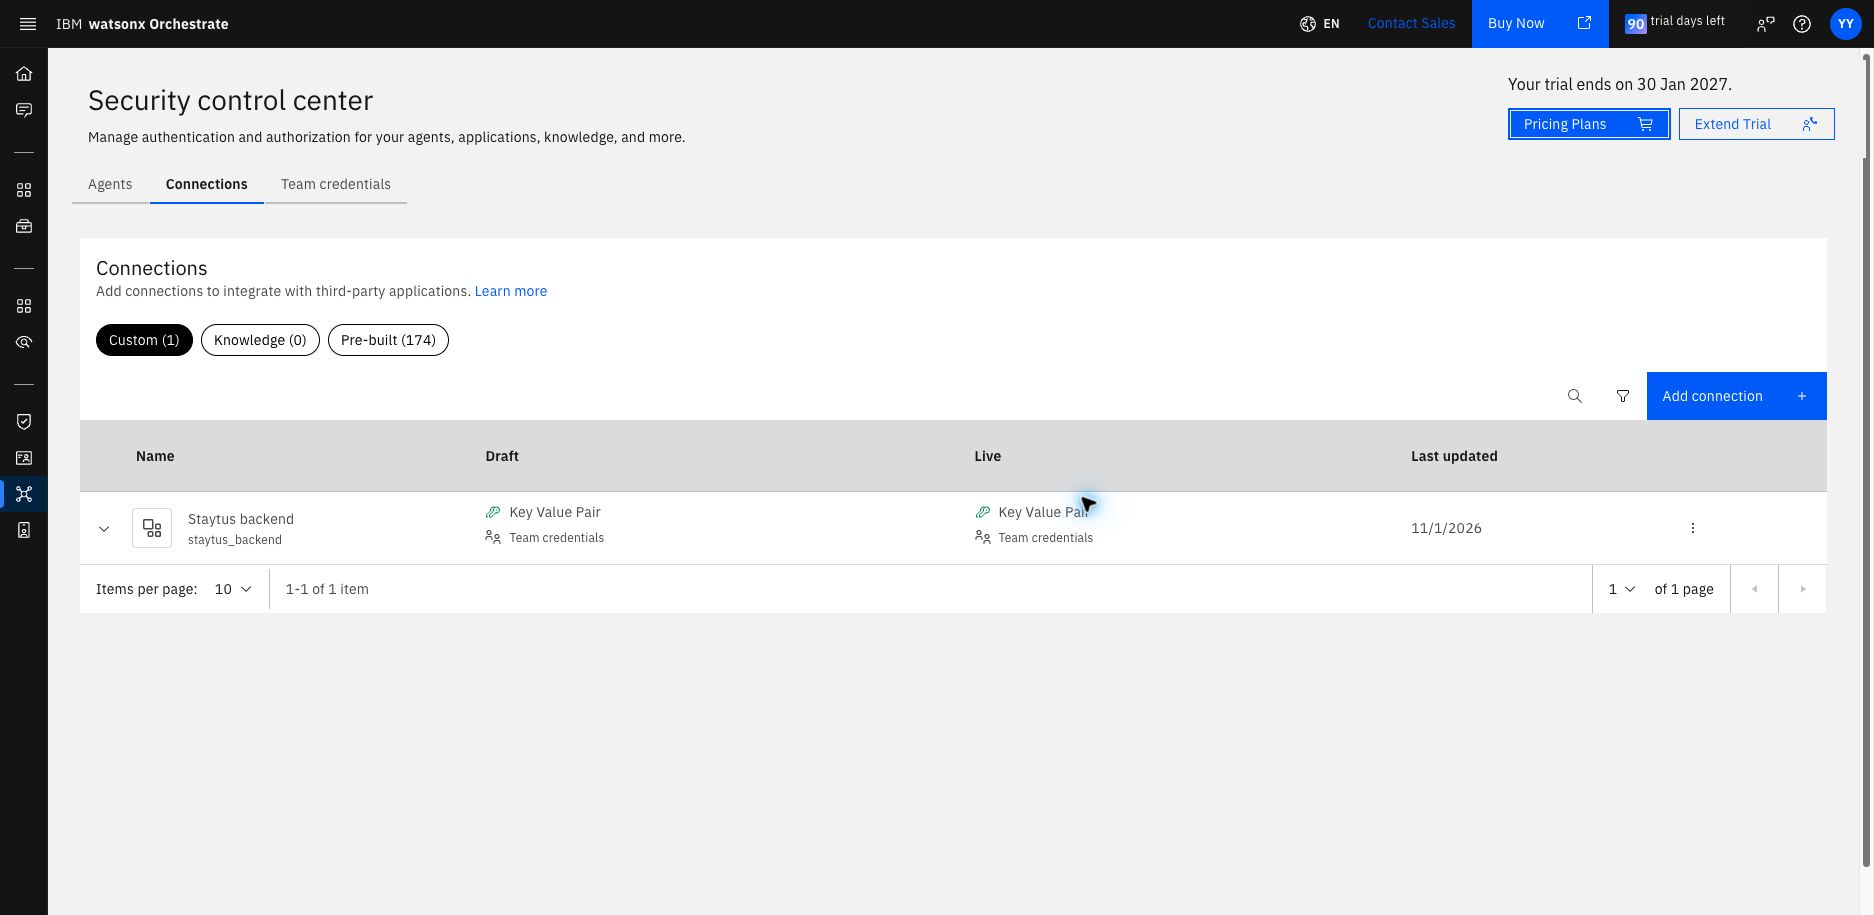 IBM watsonx Orchestrate
EN
Contact Sales
Buy Now
90 trial days left
YY
Security control center
Manage authentication and authorization for your agents, applications, knowledge, and more.
Your trial ends on 30 Jan 2027.
Pricing Plans
Extend Trial
Agents
Connections
Team credentials
Connections
Add connections to integrate with third-party applications. Learn more
Custom (1)
Knowledge (0)
Pre-built (174)
Add connection
Name
Draft
Live
Last updated
Staytus backend
staytus_backend
Key Value Pair
Team credentials
Key Value Pair
Team credentials
11/1/2026
Items per page: 10
1-1 of 1 item
1
of 1 page